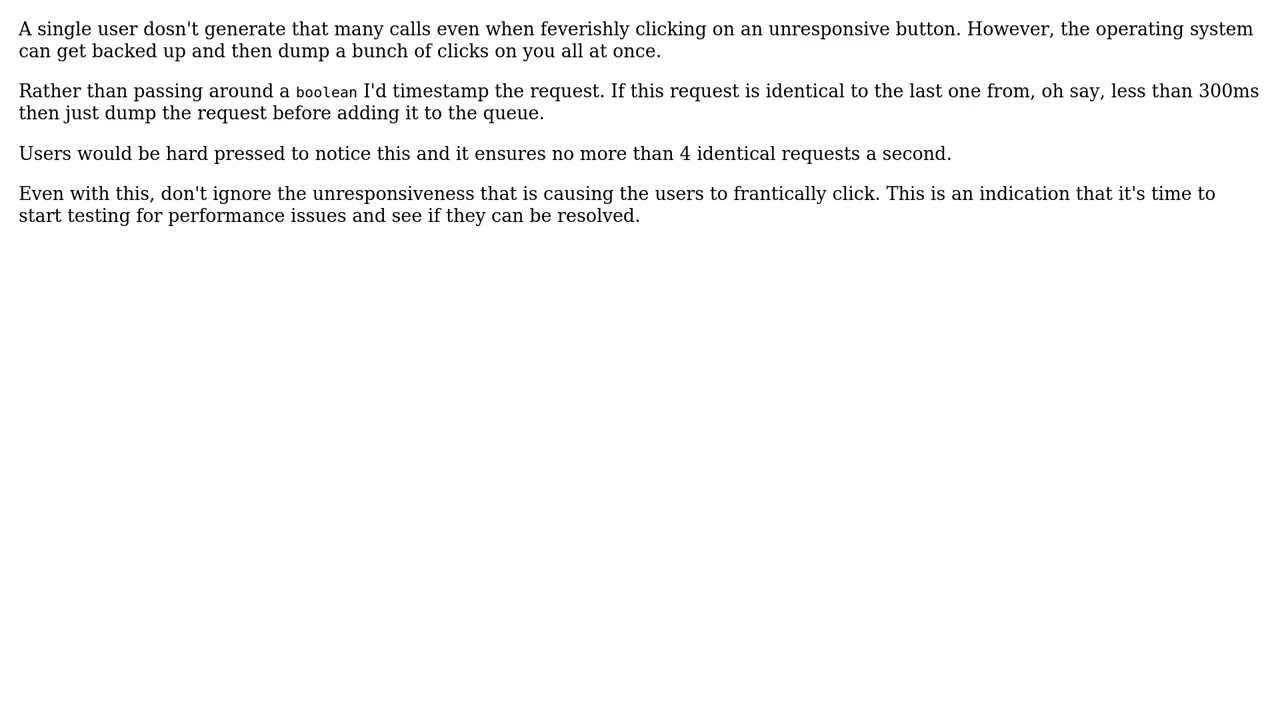 A single user dosn't generate that many calls even when feverishly clicking on an unresponsive button. However, the operating system
can get backed up and then dump a bunch of clicks on you all at once.
Rather than passing around a boolean I'd timestamp the request. If this request is identical to the last one from, oh say, less than 300ms
then just dump the request before adding it to the queue.
Users would be hard pressed to notice this and it ensures no more than 4 identical requests a second.
Even with this, don't ignore the unresponsiveness that is causing the users to frantically click. This is an indication that it's time to
start testing for performance issues and see if they can be resolved.